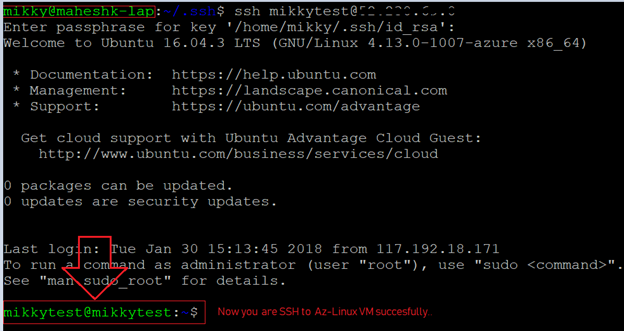 mikky@maheshk-lap:~/.ssh$ ssh mikkytest@
Enter passphrase for key '/home/mikky/.ssh/id_rsa':
Welcome to Ubuntu 16.04.3 LTS (GNU/Linux 4.13.0-1007-azure x86_64)
* Documentation: https://help.ubuntu.com
* Management: https://landscape.canonical.com
* Support: https://ubuntu.com/advantage
Get cloud support with Ubuntu Advantage Cloud Guest:
http://www.ubuntu.com/business/services/cloud
0 packages can be updated.
0 updates are security updates.
Last login: Tue Jan 30 15:13:45 2018 from 117.192.18.171
To run a command as administrator (user "root"), use "sudo <command>".
See "man sudo_root" for details.
mikkytest@mikkytest:~$ Now you are SSH to Az-Linux VM succesfully..